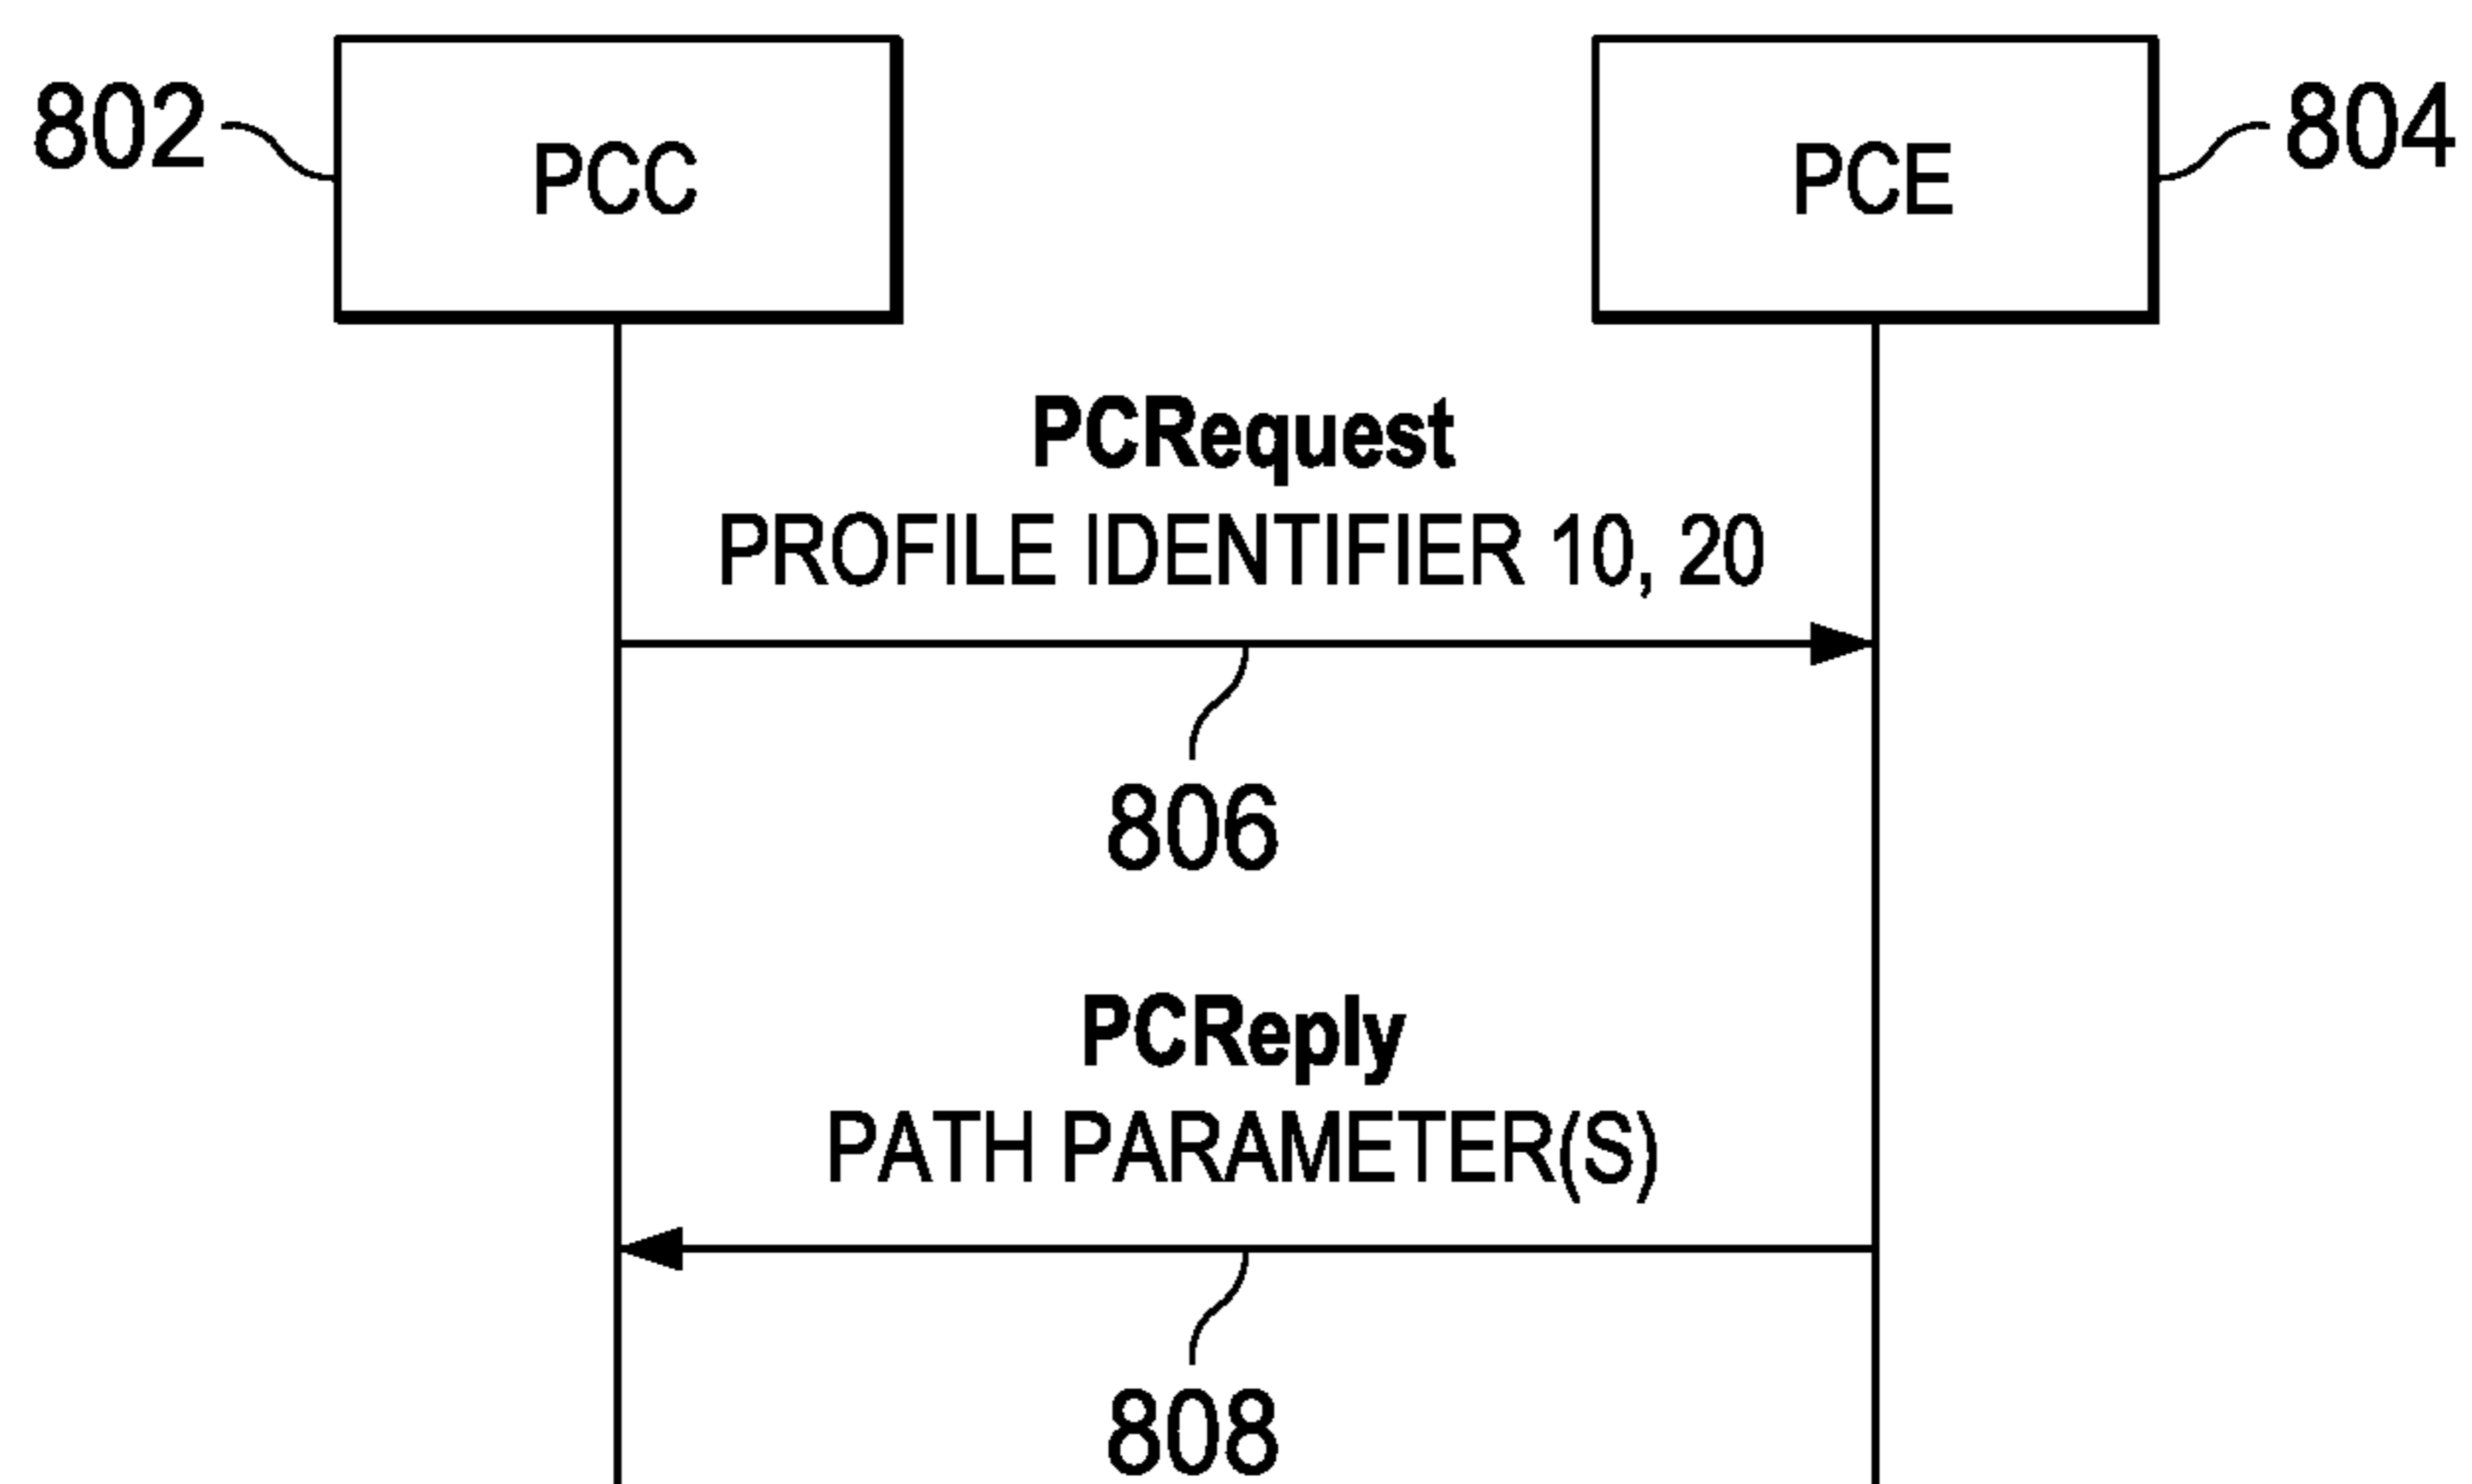 802
PCC
PCE
804
PCRequest
PROFILE IDENTIFIER 10, 20
806
PCReply
PATH PARAMETER(S)
808